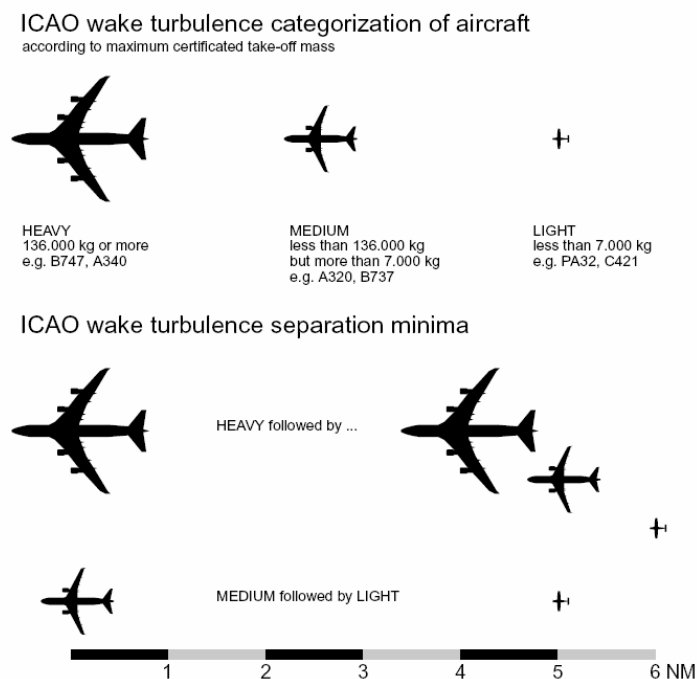 ICAO wake turbulence categorization of aircraft
according to maximum certificated take-off mass
HEAVY
136.000 kg or more
e.g. B747, A340
MEDIUM
less than 136.000 kg
but more than 7.000 kg
e.g. A320, B737
LIGHT
less than 7.000 kg
e.g. PA32, C421
ICAO wake turbulence separation minima
HEAVY followed by ...
MEDIUM followed by LIGHT
1 2 3 4 5 6 NM